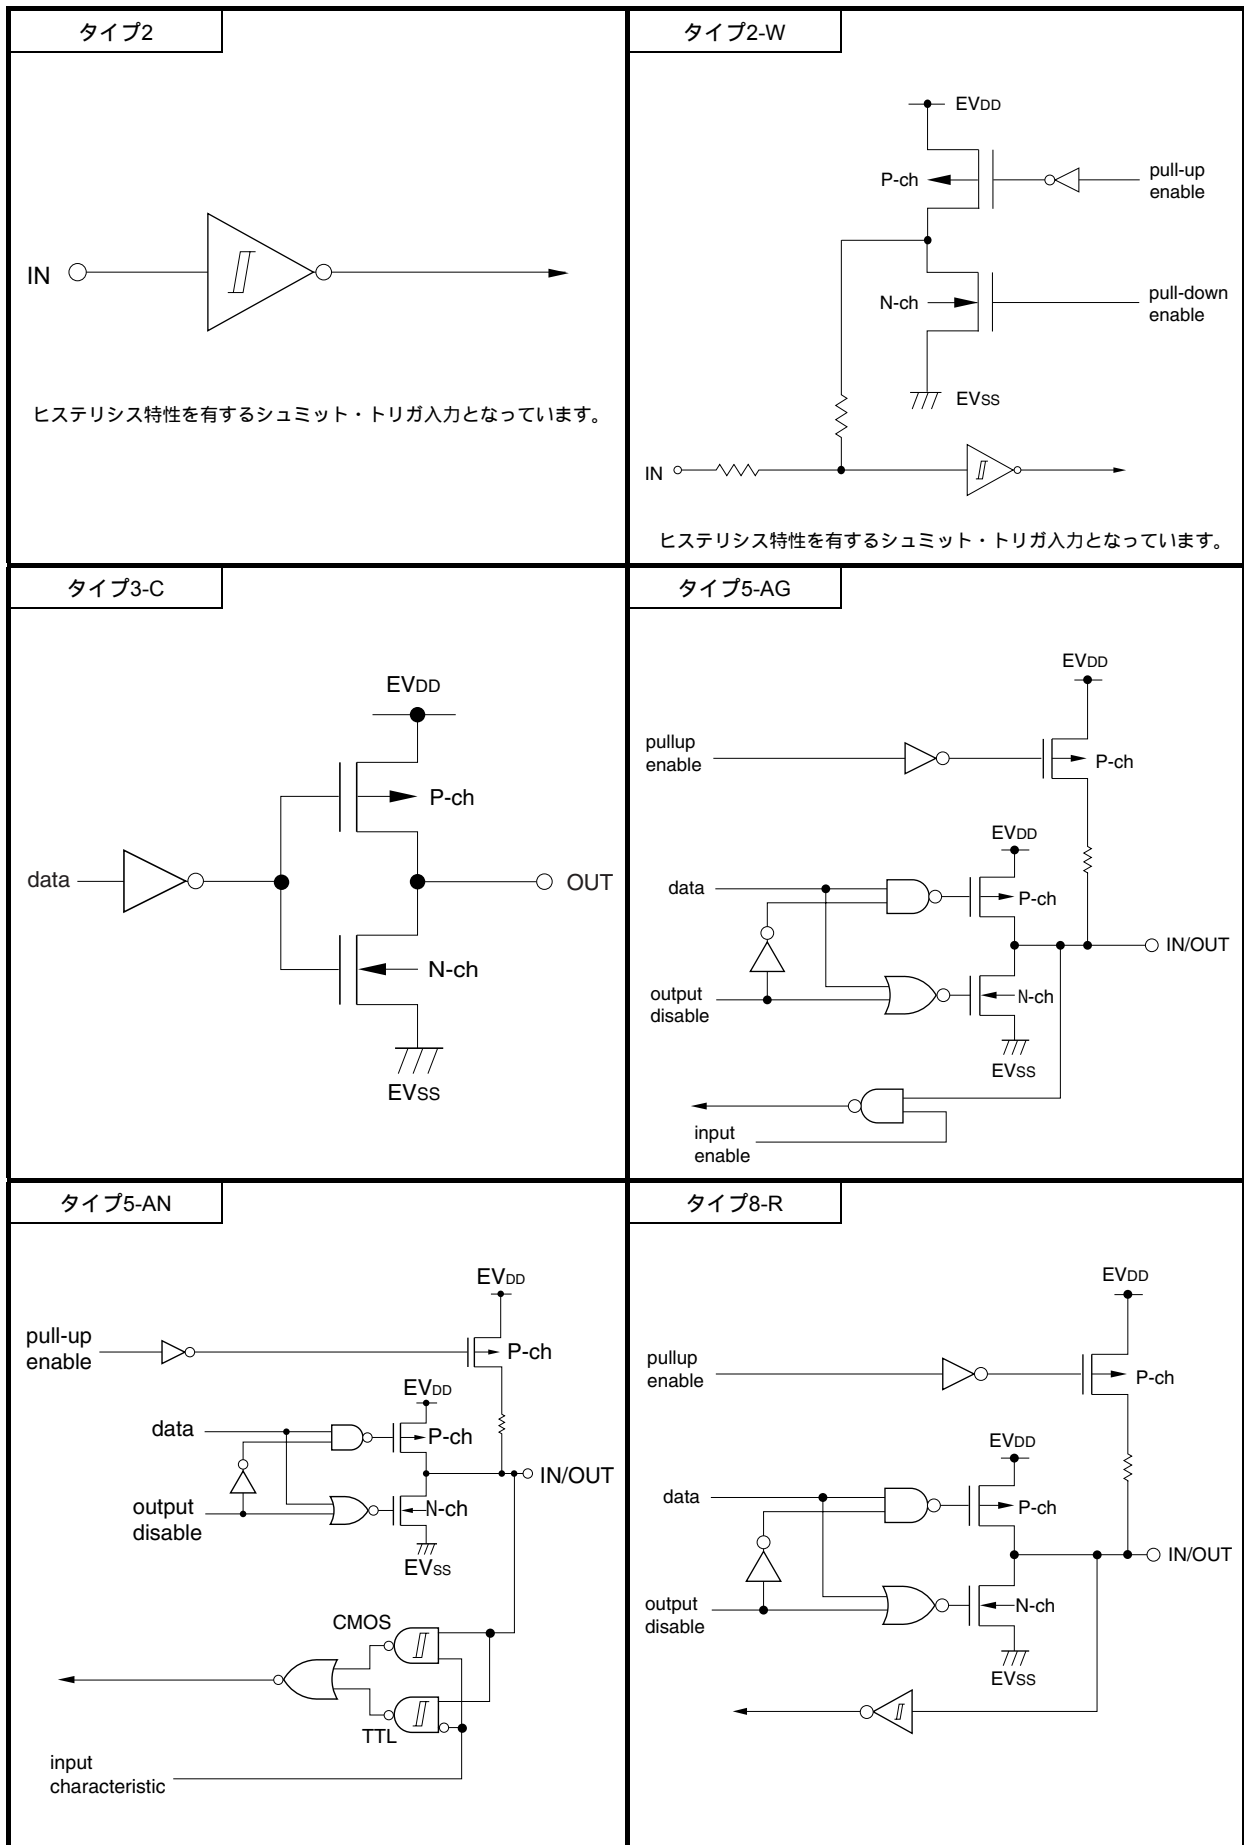 タイプ2
IN
ヒステリシス特性を有するシュミット・トリガ入力となっています。
タイプ2-W
EVDD
P-ch
pull-up
enable
N-ch
pull-down
enable
EVSS
IN
ヒステリシス特性を有するシュミット・トリガ入力となっています。
タイプ3-C
EVDD
P-ch
data
OUT
N-ch
EVSS
タイプ5-AG
EVDD
pullup
enable
P-ch
EVDD
data
P-ch
IN/OUT
output
disable
N-ch
EVSS
input
enable
タイプ5-AN
EVDD
pull-up
enable
P-ch
EVDD
data
P-ch
IN/OUT
output
disable
N-ch
EVSS
CMOS
TTL
input
characteristic
タイプ8-R
EVDD
pullup
enable
P-ch
EVDD
data
P-ch
IN/OUT
output
disable
N-ch
EVSS